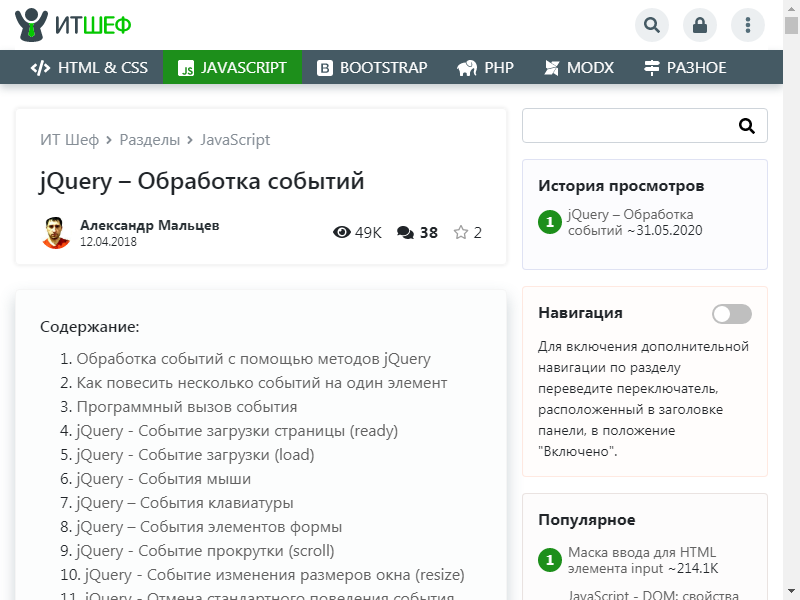 ИТШЕФ
HTML & CSS JAVASCRIPT BOOTSTRAP PHP MODX РАЗНОЕ
ИТ Шеф > Разделы > JavaScript
jQuery – Обработка событий
Александр Мальцев
12.04.2018
49K 38 2
Содержание:
1. Обработка событий с помощью методов jQuery
2. Как повесить несколько событий на один элемент
3. Программный вызов события
4. jQuery - Событие загрузки страницы (ready)
5. jQuery - Событие загрузки (load)
6. jQuery - События мыши
7. jQuery – События клавиатуры
8. jQuery – События элементов формы
9. jQuery - Событие прокрутки (scroll)
10. jQuery - Событие изменения размеров окна (resize)
11. jQuery - Отмена стандартного поведения события
История просмотров
1 jQuery – Обработка
событий ~31.05.2020
Навигация
Для включения дополнительной
навигации по разделу
переведите переключатель,
расположенный в заголовке
панели, в положение
"Включено".
Популярное
1 Маска ввода для HTML
элемента input ~214.1K
JavaScript - DOM: свойства